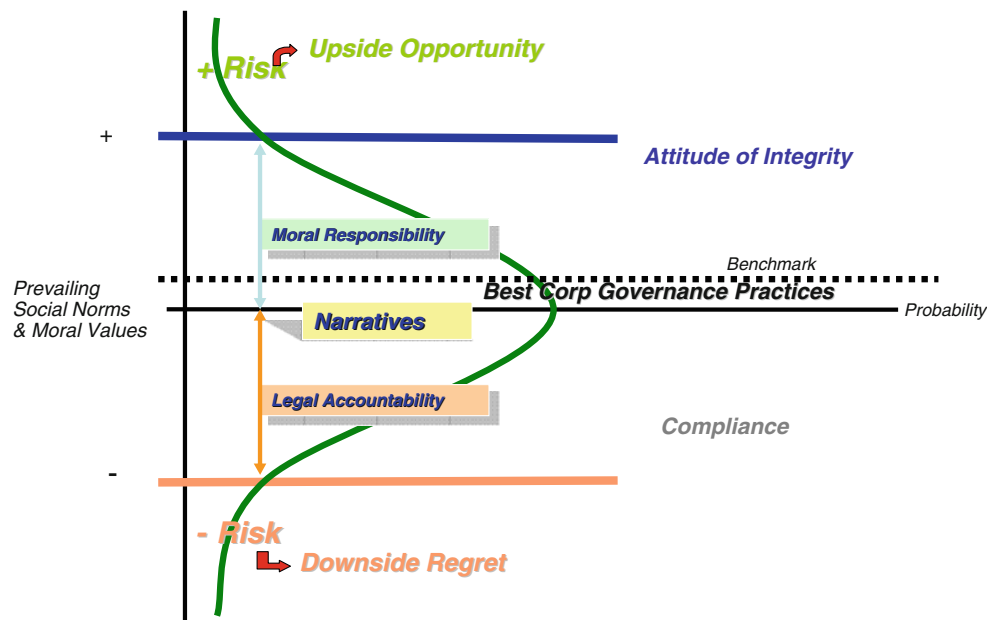 Upside Opportunity
+ Risk
+
Attitude of Integrity
Moral Responsibility
Benchmark
Best Corp Governance Practices
Prevailing
Social Norms
& Moral Values
Probability
Narratives
Legal Accountability
Compliance
-
- Risk
Downside Regret